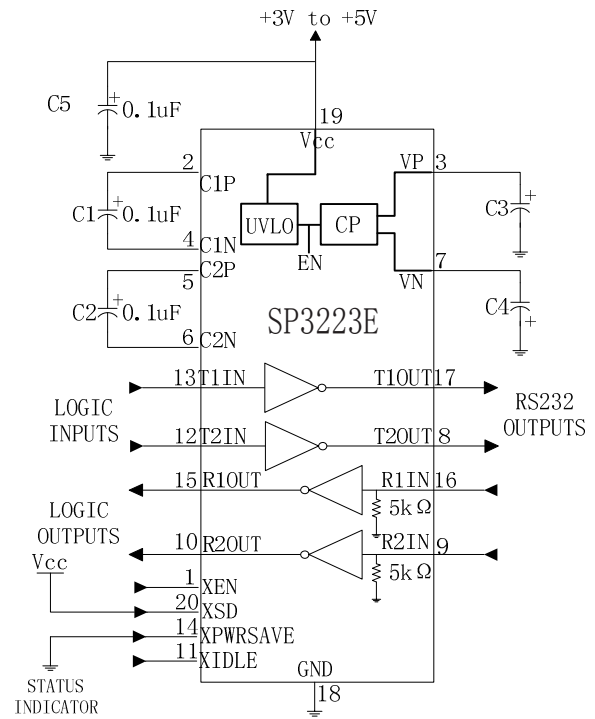 +3V to +5V
19
Vcc
C5
+
0.1uF
2
C1P
VP
3
C1
+
0.1uF
UVLO
CP
C3
+
4
C1N
EN
C2P
5
7
VN
C2
+
0.1uF
SP3223E
C4
+
6
C2N
13
T1IN
T1OUT
17
LOGIC
INPUTS
RS232
OUTPUTS
12
T2IN
T2OUT
8
15
R1OUT
R1IN
16
5kΩ
LOGIC
OUTPUTS
10
R2OUT
R2IN
9
5kΩ
Vcc
1
XEN
20
XSD
14
XPWRSAVE
11
XIDLE
GND
18
STATUS
INDICATOR